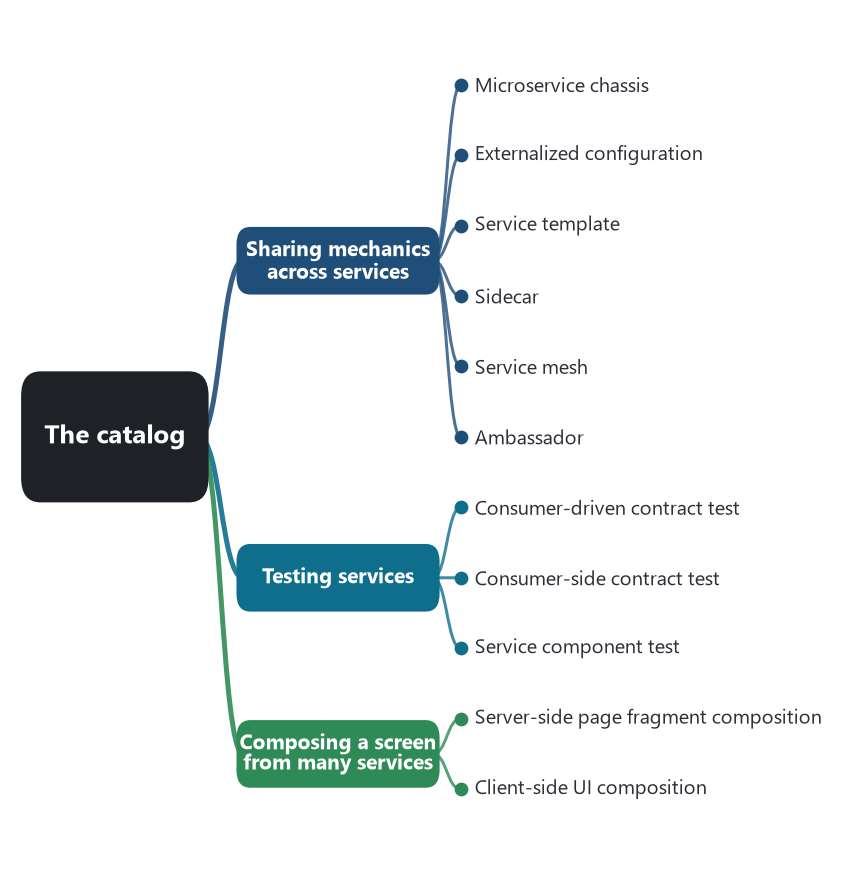 The catalog
Sharing mechanics
across services
Microservice chassis
Externalized configuration
Service template
Sidecar
Service mesh
Ambassador
Testing services
Consumer-driven contract test
Consumer-side contract test
Service component test
Composing a screen
from many services
Server-side page fragment composition
Client-side UI composition